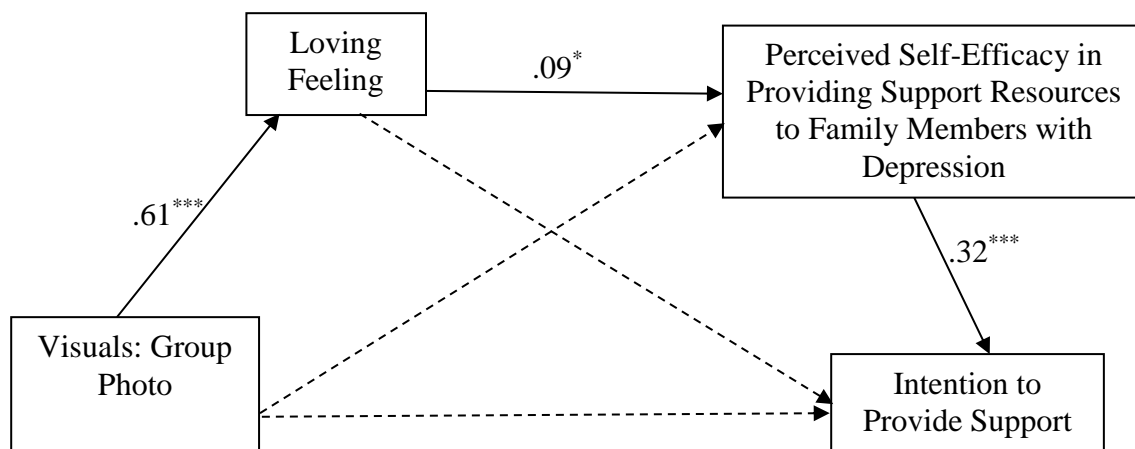 Loving
Feeling
.09*
Perceived Self-Efficacy in
Providing Support Resources
to Family Members with
Depression
.61***
.32***
Visuals: Group
Photo
Intention to
Provide Support